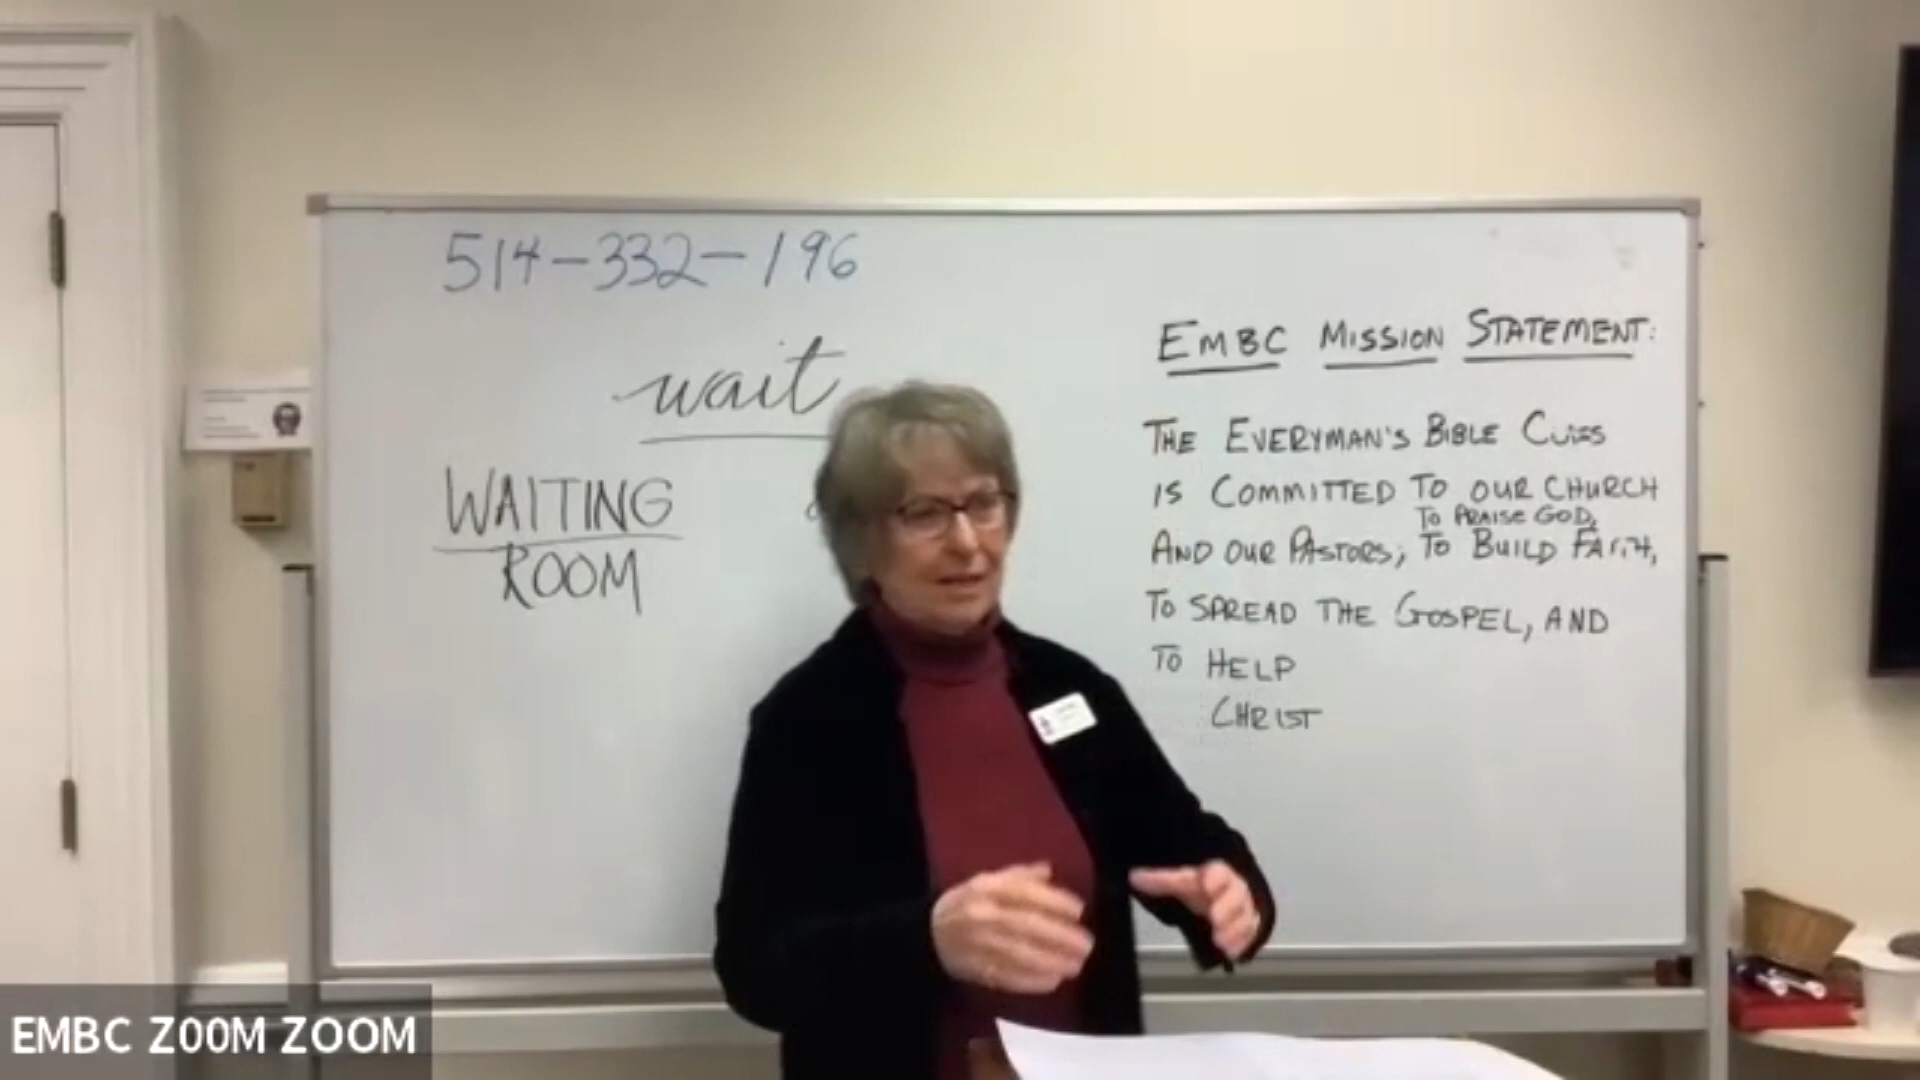 514-332-196
wait
WAITING
ROOM
EMBC MISSION STATEMENT:
THE EVERYMAN'S BIBLE
IS COMMITTED TO OUR CHURCH
TO PRAISE GOD,
AND OUR PASTORS; TO BUILD FAITH,
TO SPREAD THE GOSPEL, AND
TO HELP
CHRIST
EMBC Z00M ZOOM